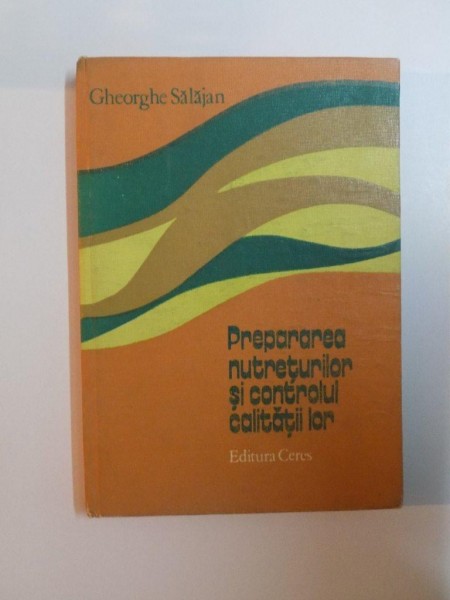 Gheorghe Sălăjan
Prepararea
nutrețurilor
și controlul
calității lor
Editura Ceres